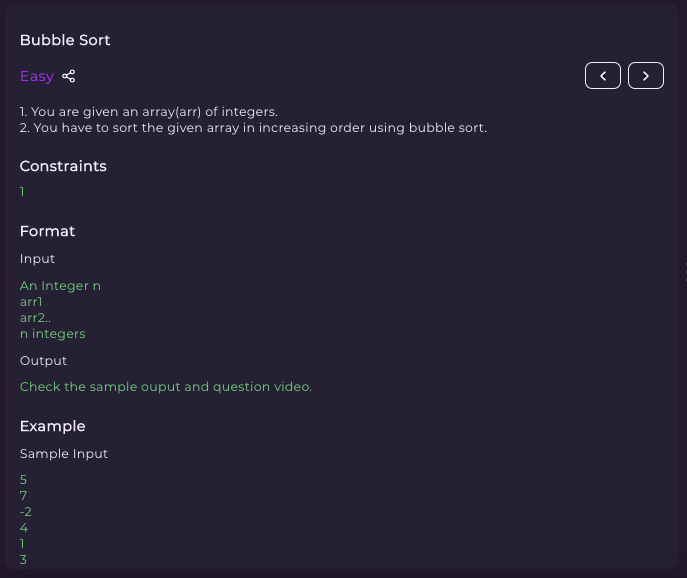 Bubble Sort
Easy
1. You are given an array(arr) of integers.
2. You have to sort the given array in increasing order using bubble sort.
Constraints
1
Format
Input
An Integer n
arr1
arr2..
n integers
Output
Check the sample ouput and question video.
Example
Sample Input
5
7
-2
4
1
3